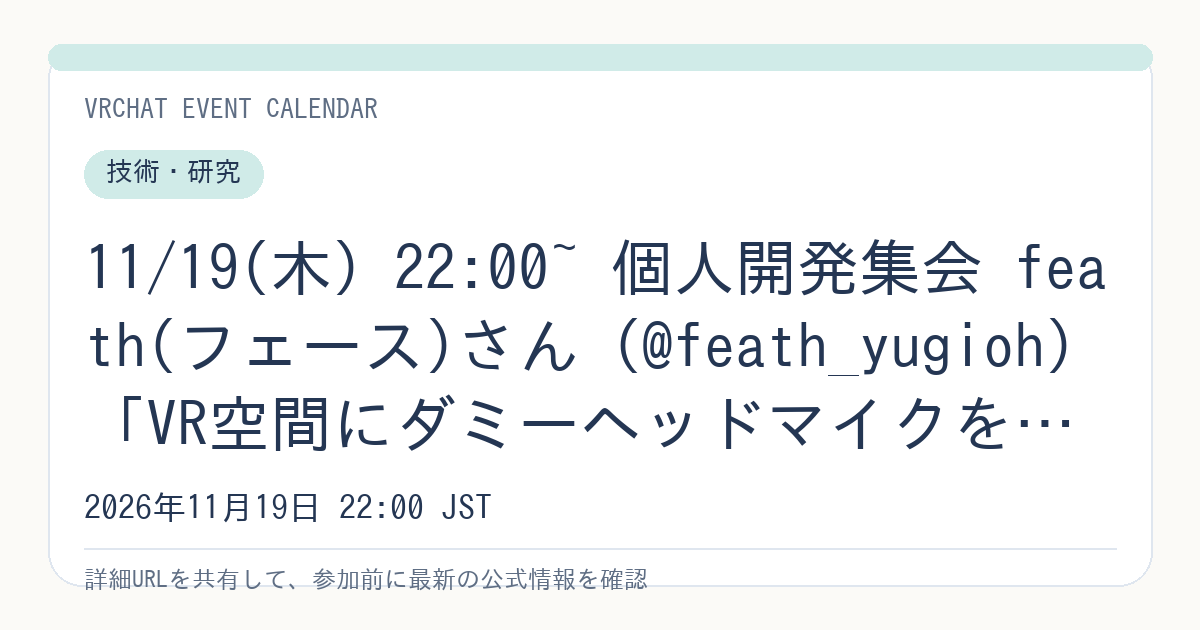 VRCHAT EVENT CALENDAR
技術・研究
11/19(木) 22:00~ 個人開発集会 fea
th(フェース)さん (@feath_yugioh)
「VR空間にダミーヘッドマイクを…
2026年11月19日 22:00 JST
詳細URLを共有して、参加前に最新の公式情報を確認